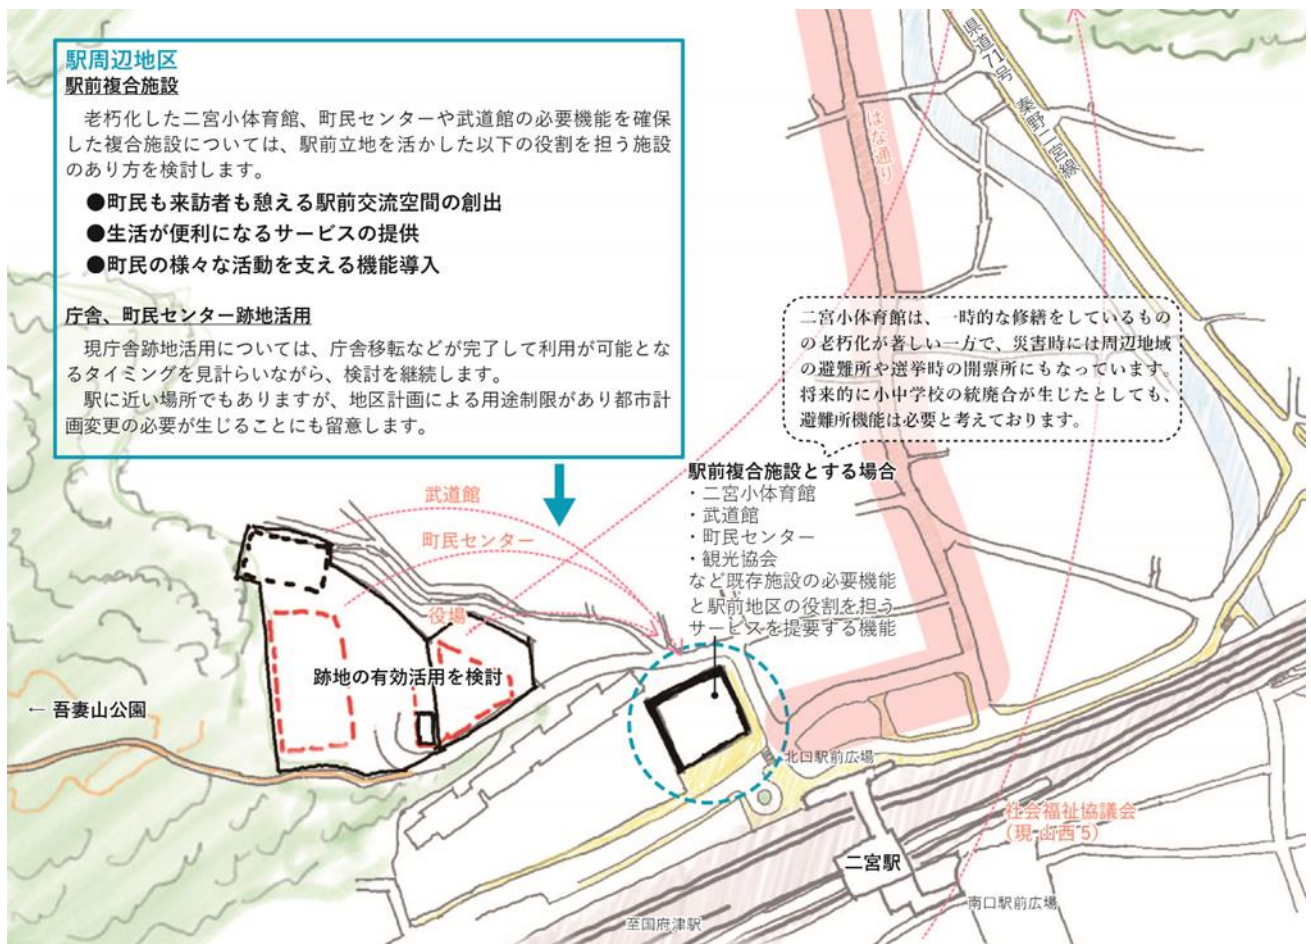 駅周辺地区
駅前複合施設
老朽化した二宮小体育館、町民センターや武道館の必要機能を確保
した複合施設については、駅前立地を活かした以下の役割を担う施設
のあり方を検討します。
●町民も来訪者も憩える駅前交流空間の創出
●生活が便利になるサービスの提供
●町民の様々な活動を支える機能導入
庁舎、町民センター跡地活用
現庁舎跡地活用については、庁舎移転などが完了して利用が可能とな
るタイミングを見計らいながら、検討を継続します。
駅に近い場所でもありますが、地区計画による用途制限があり都市計
画変更の必要が生じることにも留意します。
県道71号 秦野二宮線
はな通り
二宮小体育館は、一時的な修繕をしているもの
の老朽化が著しい一方で、災害時には周辺地域
の避難所や選挙時の開票所にもなっています。
将来的に小中学校の統廃合が生じたとしても、
避難所機能は必要と考えております。
駅前複合施設とする場合
・二宮小体育館
・武道館
・町民センター
・観光協会
など既存施設の必要機能
と駅前地区の役割を担う
サービスを提要する機能
武道館
町民センター
役場
跡地の有効活用を検討
← 吾妻山公園
北口駅前広場
社会福祉協議会
(現 山西5)
二宮駅
南口駅前広場
至国府津駅